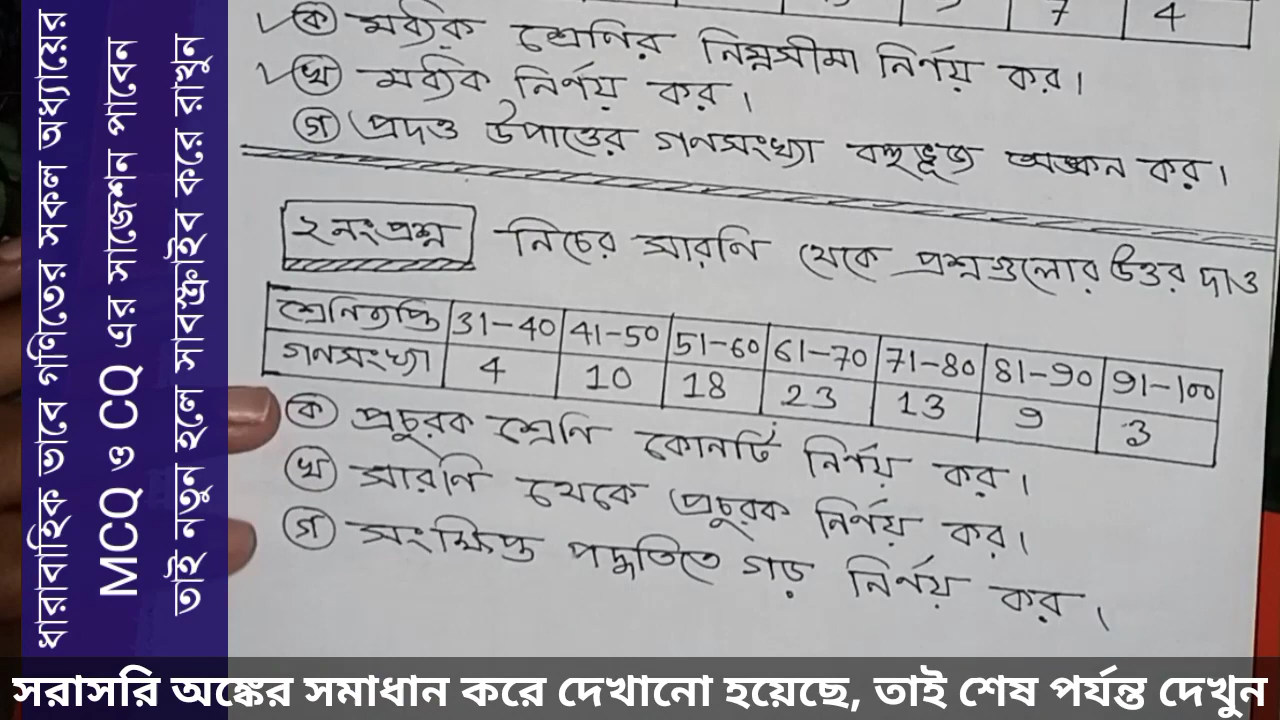 ধারাবাহিক ভাবে গণিতের সকল অধ্যায়ের
MCQ ও CQ এর সাজেশন পাবেন
তাই নতুন হলে সাবস্ক্রাইব করে রাখুন
7 4
ক মধ্যক শ্রেণির নিম্নসীমা নির্ণয় কর।
খ মধ্যক নির্ণয় কর।
গ প্রদত্ত উপাত্তের গনসংখ্যা বহুভুজ অঙ্কন কর।
২নং প্রশ্ন নিচের সারণি থেকে প্রশ্নগুলোর উত্তর দাও
শ্রেনিব্যপ্তি 31-40 41-50 51-60 61-70 71-80 81-90 91-100
গনসংখ্যা 4 10 18 23 13 9 3
ক প্রচুরক শ্রেনি কোনটি নির্ণয় কর।
খ সারণি থেকে প্রচুরক নির্ণয় কর।
গ সংক্ষিপ্ত পদ্ধতিতে গড় নির্ণয় কর।
সরাসরি অঙ্কের সমাধান করে দেখানো হয়েছে, তাই শেষ পর্যন্ত দেখুন